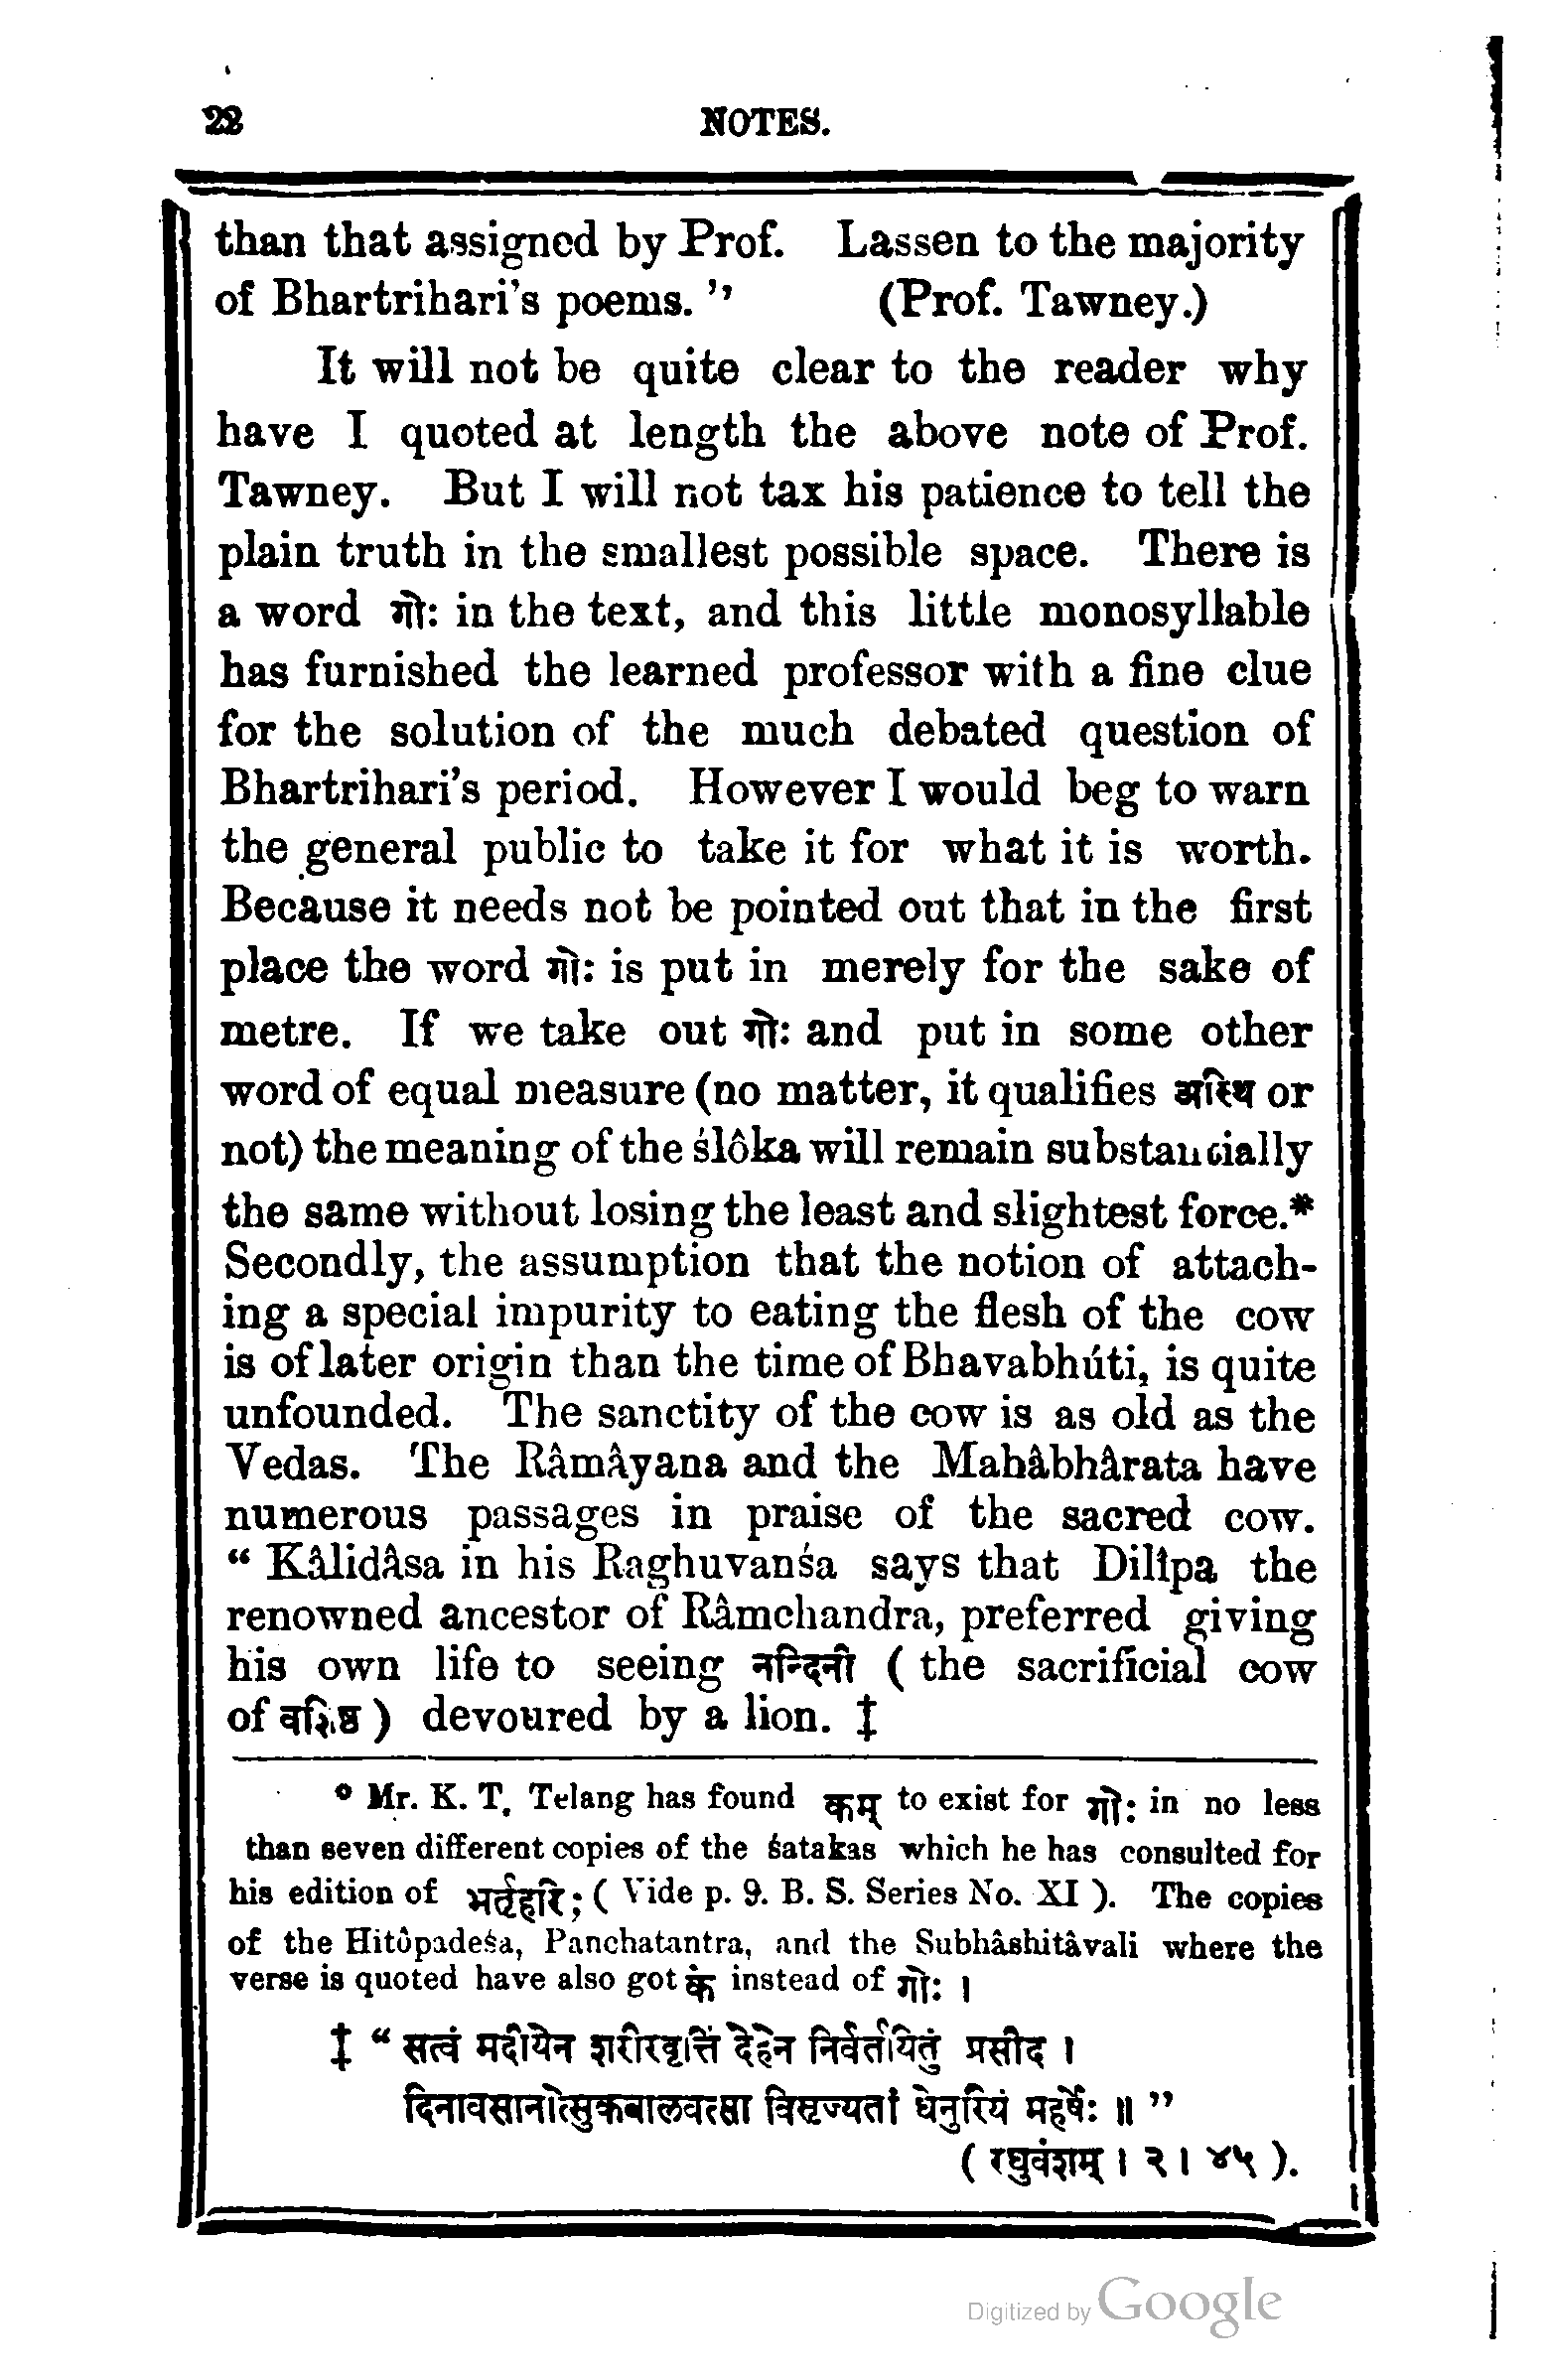 22 NOTES.
than that assigned by Prof. Lassen to the majority
of Bhartrihari's poems." (Prof. Tawney.)
It will not be quite clear to the reader why
have I quoted at length the above note of Prof.
Tawney. But I will not tax his patience to tell the
plain truth in the smallest possible space. There is
a word गो: in the text, and this little monosyllable
has furnished the learned professor with a fine clue
for the solution of the much debated question of
Bhartrihari's period. However I would beg to warn
the general public to take it for what it is worth.
Because it needs not be pointed out that in the first
place the word गो: is put in merely for the sake of
metre. If we take out गो: and put in some other
word of equal measure (no matter, it qualifies अस्थि or
not) the meaning of the ślôka will remain substancially
the same without losing the least and slightest force.*
Secondly, the assumption that the notion of attach-
ing a special impurity to eating the flesh of the cow
is of later origin than the time of Bhavabhúti, is quite
unfounded. The sanctity of the cow is as old as the
Vedas. The Râmâyana and the Mahâbhârata have
numerous passages in praise of the sacred cow.
" Kâlidâsa in his Raghuvanśa says that Dilîpa the
renowned ancestor of Râmchandra, preferred giving
his own life to seeing नन्दिनी ( the sacrificial cow
of वशिष्ठ ) devoured by a lion. ‡
* Mr. K. T. Telang has found कम् to exist for गो: in no less
than seven different copies of the śatakas which he has consulted for
his edition of भर्तृहरि; ( Vide p. 9. B. S. Series No. XI ). The copies
of the Hitôpadeśa, Panchatantra, and the Subhâshitâvali where the
verse is quoted have also got कं instead of गो: ।
‡ " सत्वं मदीयेन शरीरवृत्तिं देहेन निर्वर्तयितुं प्रसीद ।
दिनावसानोत्सुकबालवत्सा विसृज्यतां धेनुरियं महर्षेः ॥ "
( रघुवंशम् । २ । ४५ ).
Digitized by Google